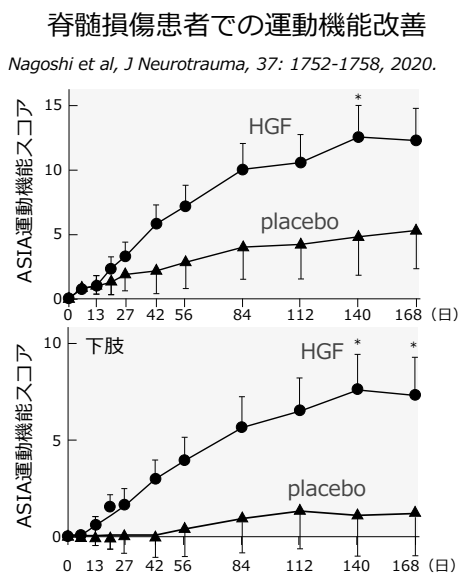 脊髄損傷患者での運動機能改善
Nagoshi et al, J Neurotrauma, 37: 1752-1758, 2020.
ASIA運動機能スコア
15
10
5
0
HGF
*
placebo
0 13 27 42 56 84 112 140 168 (日)
ASIA運動機能スコア
10
5
0
下肢
HGF
* *
placebo
0 13 27 42 56 84 112 140 168 (日)